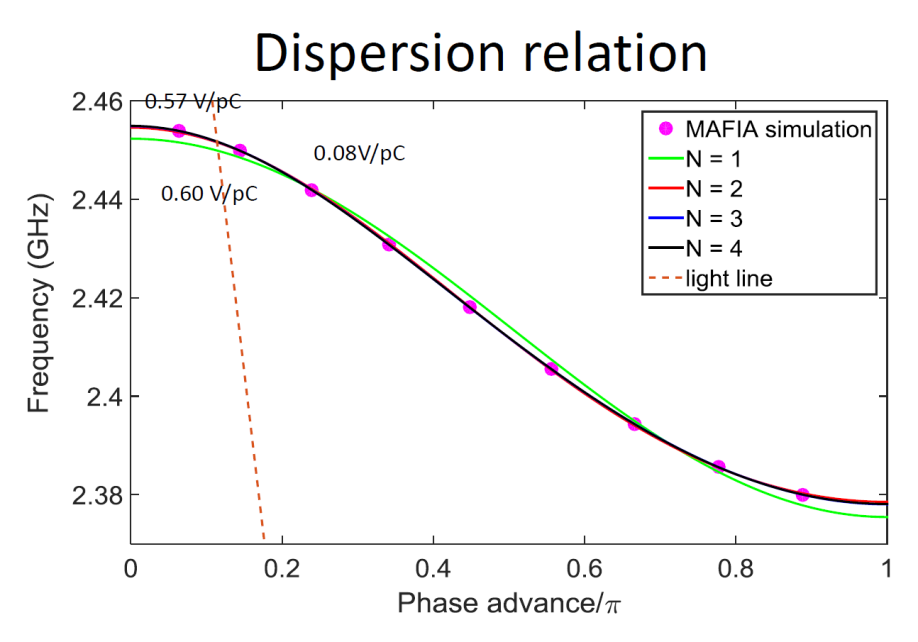 Dispersion relation
2.46
0.57 V/pC
MAFIA simulation
0.08V/pC
N = 1
0.60 V/pC
N = 2
2.44
N = 3
N = 4
light line
2.42
Frequency (GHz)
2.4
2.38
0 0.2 0.4 0.6 0.8 1
Phase advance/π